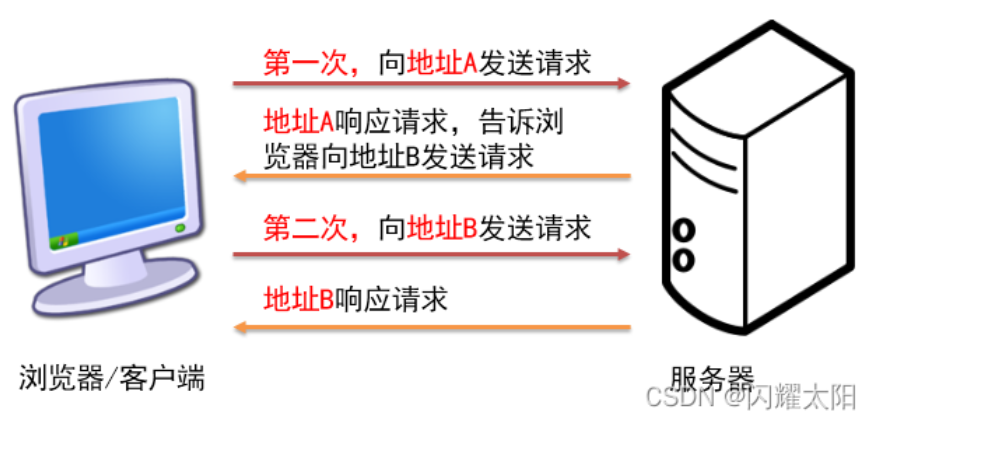 第一次，向地址A发送请求
地址A响应请求，告诉浏
览器向地址B发送请求
第二次，向地址B发送请求
地址B响应请求
浏览器/客户端
服务器
CSDN @闪耀太阳